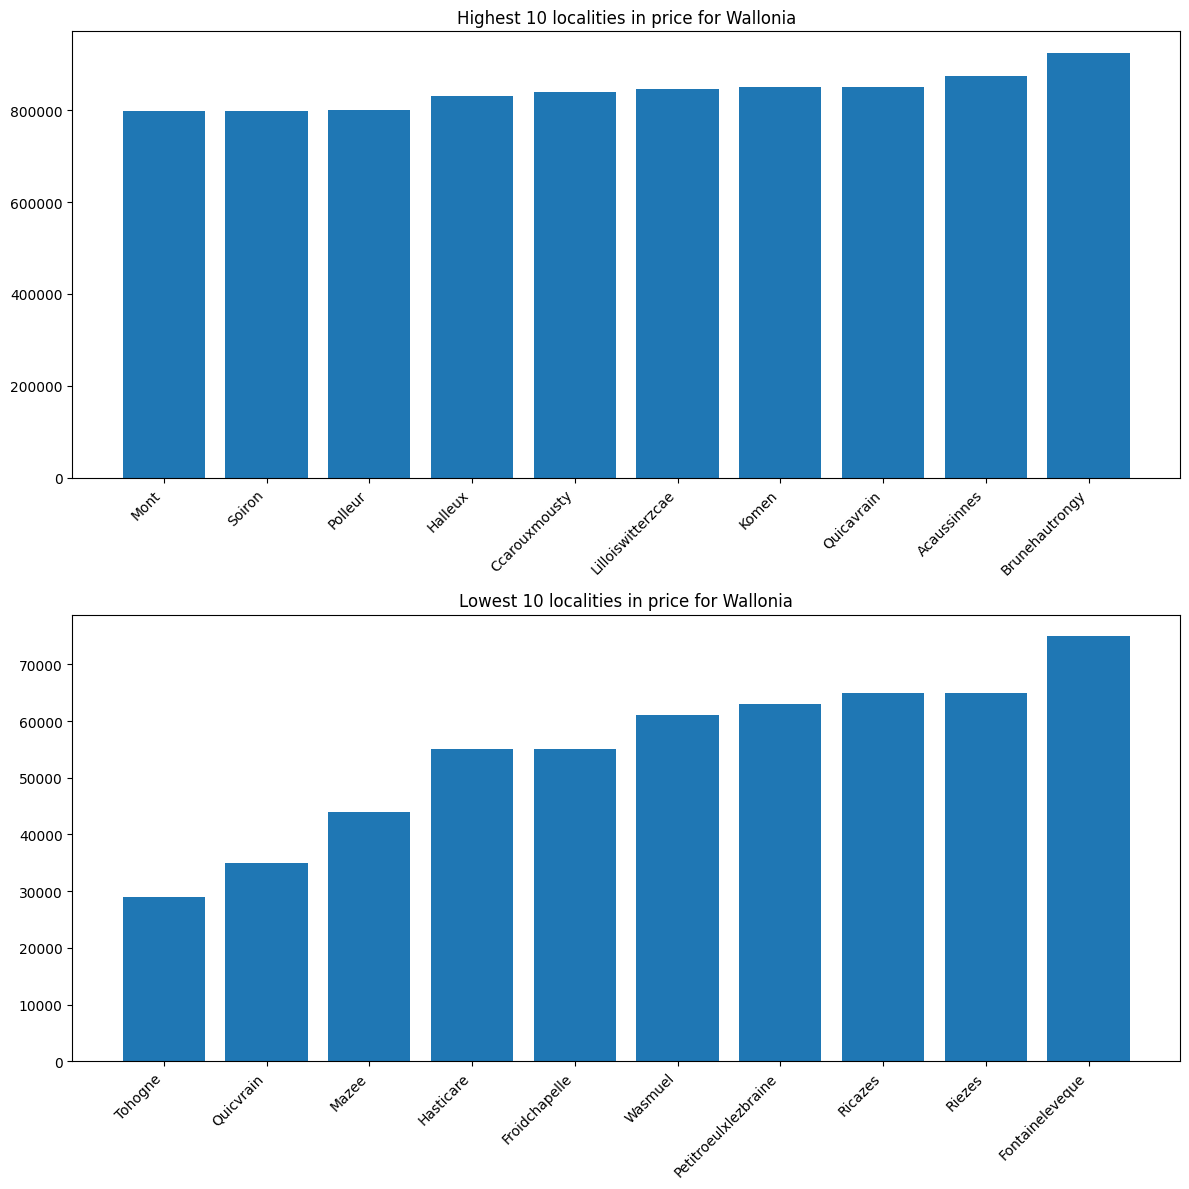 Highest 10 localities in price for Wallonia
800000
600000
400000
200000
0
Mont
Soiron
Polleur
Halleux
Ccarouxmousty
Lilloiswitterzcae
Komen
Quicavrain
Acaussinnes
Brunehautrongy
Lowest 10 localities in price for Wallonia
70000
60000
50000
40000
30000
20000
10000
0
Tohogne
Quicvrain
Mazee
Hasticare
Froidchapelle
Wasmuel
Petitroeulxlezbraine
Ricazes
Riezes
Fontaineleveque